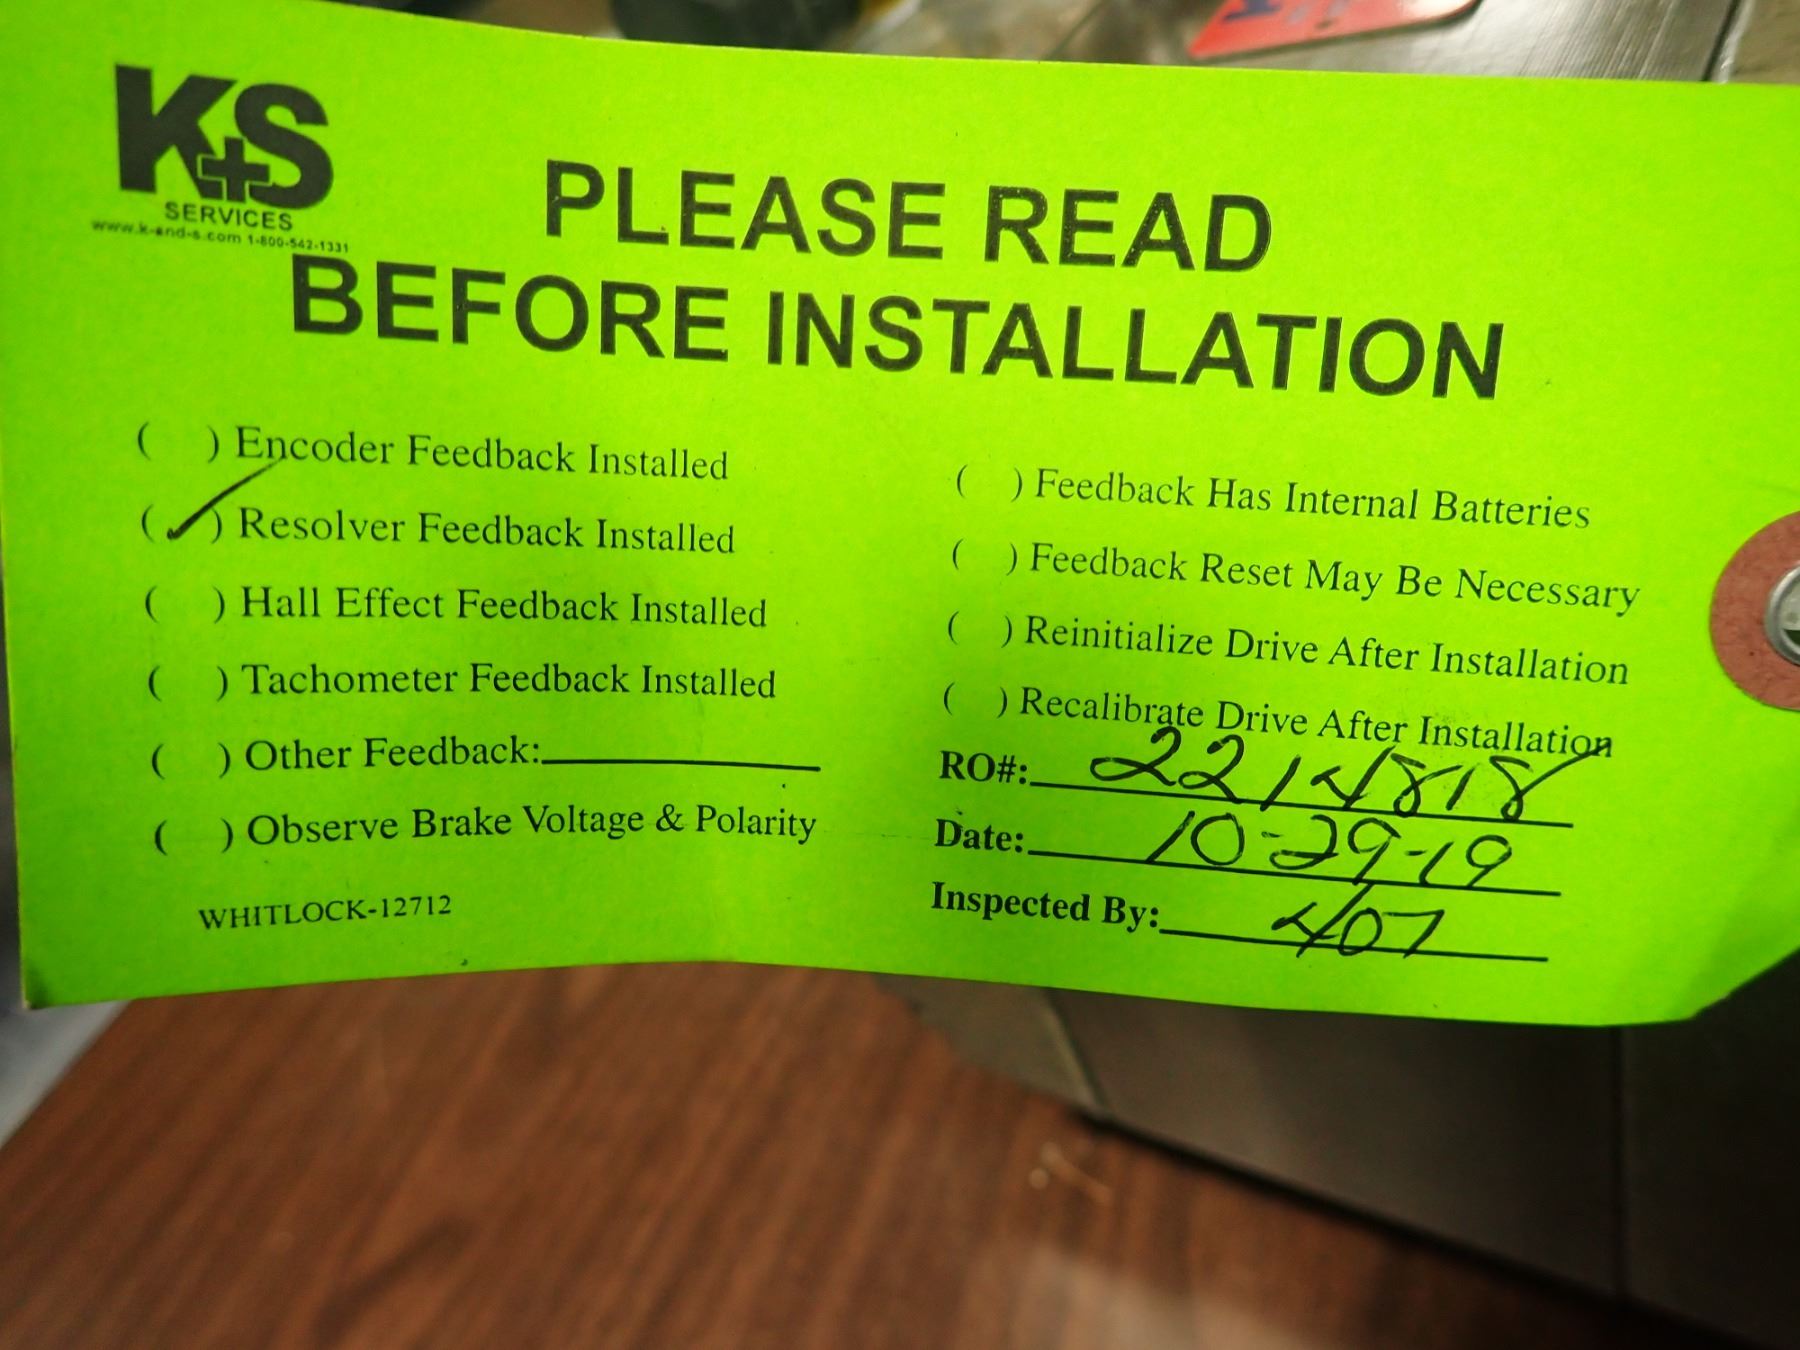 K+S
SERVICES
www.k-and-s.com 1-800-542-1331
PLEASE READ
BEFORE INSTALLATION
( ) Encoder Feedback Installed
(✓) Resolver Feedback Installed
( ) Hall Effect Feedback Installed
( ) Tachometer Feedback Installed
( ) Other Feedback:
( ) Observe Brake Voltage & Polarity
WHITLOCK-12712
( ) Feedback Has Internal Batteries
( ) Feedback Reset May Be Necessary
( ) Reinitialize Drive After Installation
( ) Recalibrate Drive After Installation
RO#: 2214818
Date: 10-29-19
Inspected By: 407